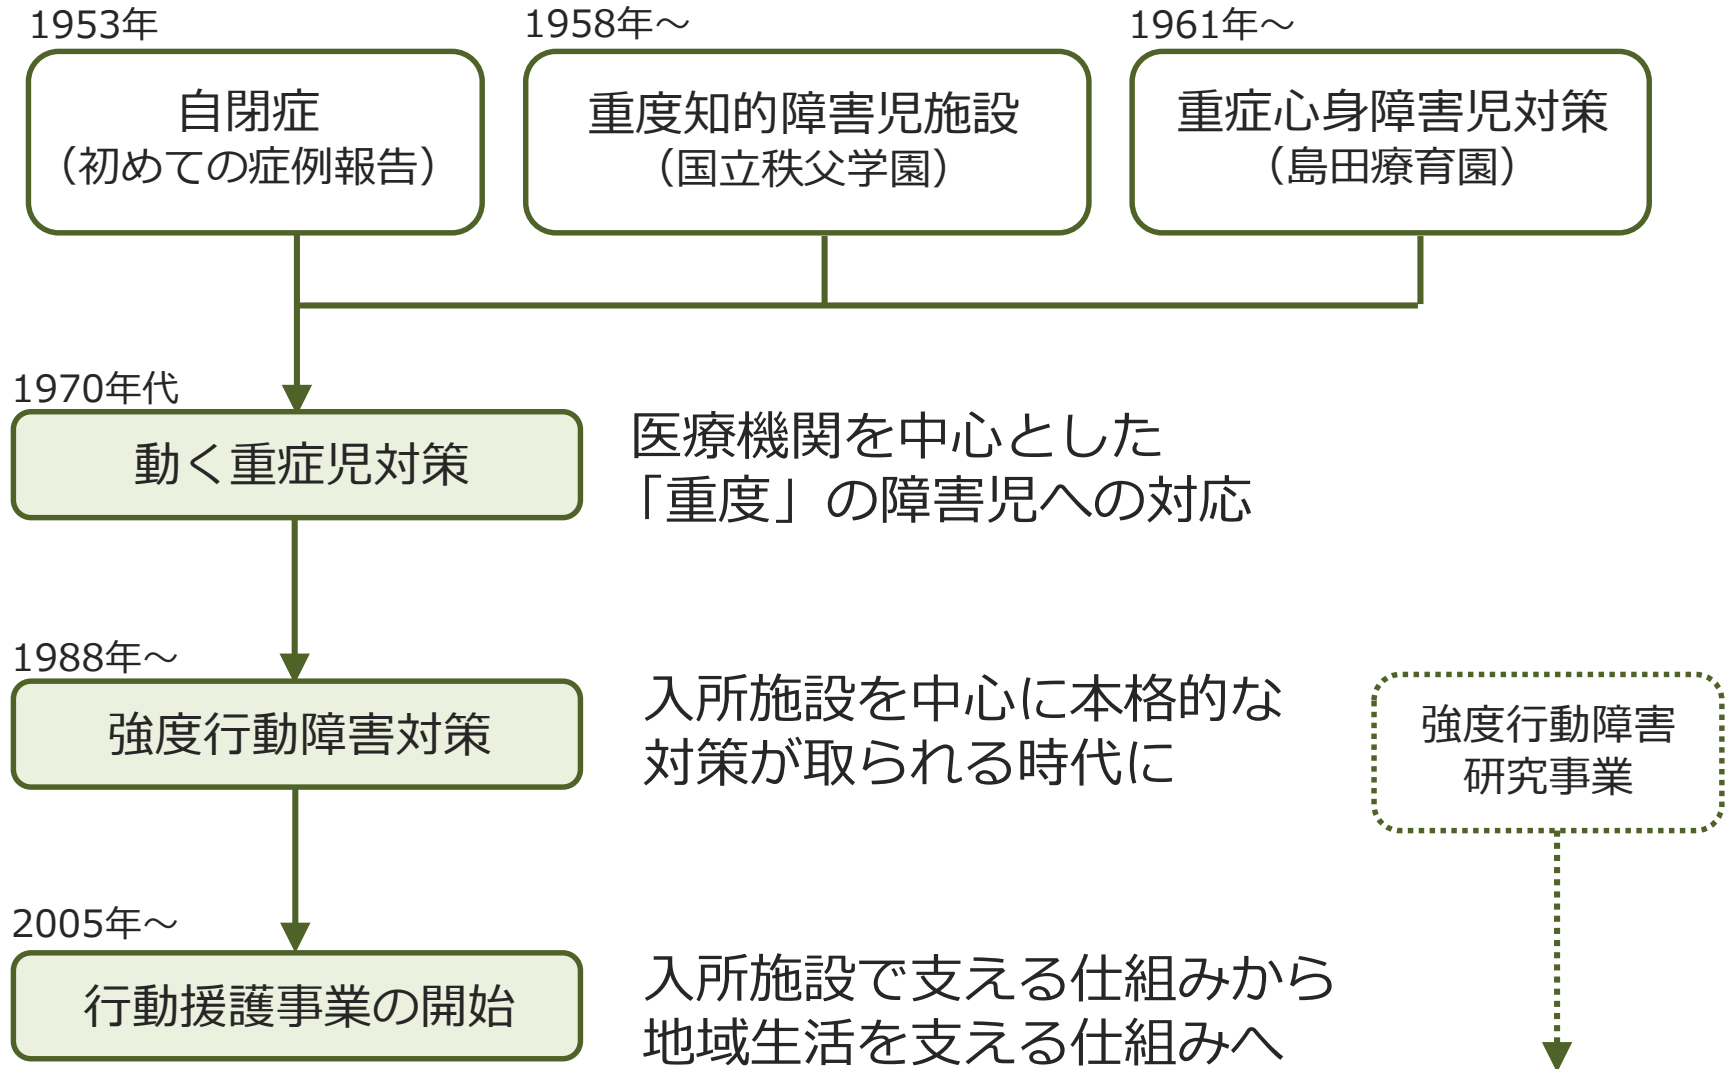 1953年
自閉症
（初めての症例報告）
1958年～
重度知的障害児施設
（国立秩父学園）
1961年～
重症心身障害児対策
（島田療育園）
1970年代
動く重症児対策
医療機関を中心とした
「重度」の障害児への対応
1988年～
強度行動障害対策
入所施設を中心に本格的な
対策が取られる時代に
強度行動障害
研究事業
2005年～
行動援護事業の開始
入所施設で支える仕組みから
地域生活を支える仕組みへ